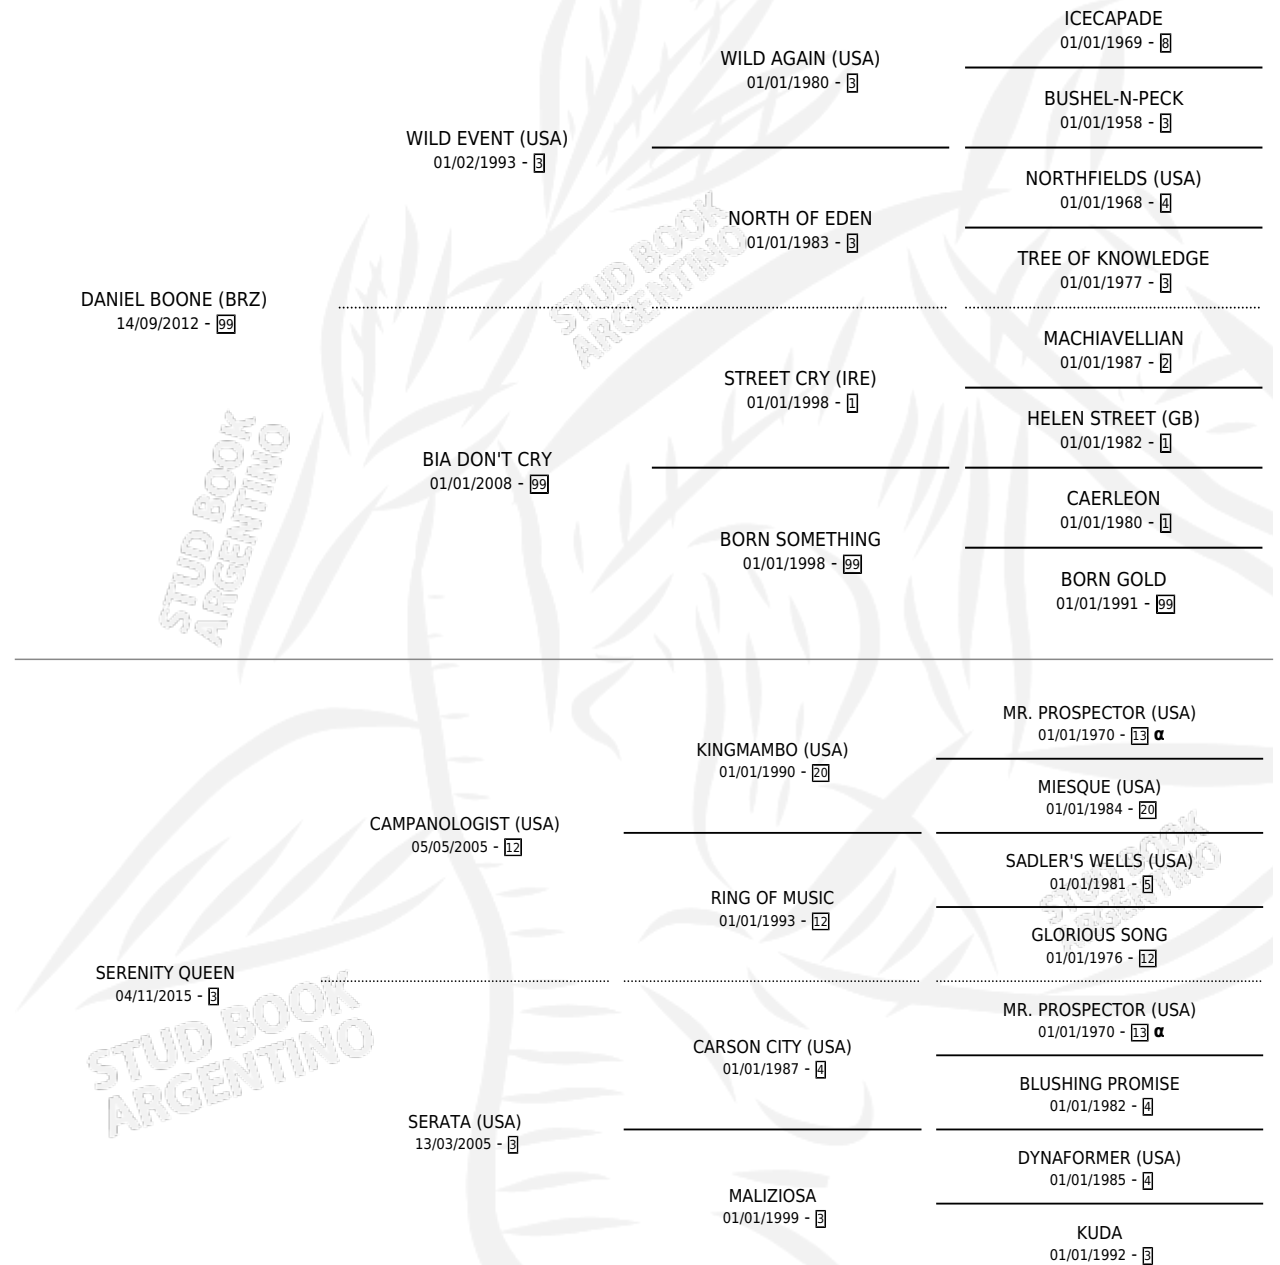 ICECAPADE
01/01/1969 - 8
WILD AGAIN (USA)
01/01/1980 - 3
BUSHEL-N-PECK
01/01/1958 - 3
WILD EVENT (USA)
01/02/1993 - 3
NORTHFIELDS (USA)
01/01/1968 - 4
NORTH OF EDEN
01/01/1983 - 3
TREE OF KNOWLEDGE
01/01/1977 - 3
DANIEL BOONE (BRZ)
14/09/2012 - 99
MACHIAVELLIAN
01/01/1987 - 2
STREET CRY (IRE)
01/01/1998 - 1
HELEN STREET (GB)
01/01/1982 - 1
BIA DON'T CRY
01/01/2008 - 99
CAERLEON
01/01/1980 - 1
BORN SOMETHING
01/01/1998 - 99
BORN GOLD
01/01/1991 - 99
STUD BOOK
ARGENTINO
STUD BOOK
ARGENTINO
MR. PROSPECTOR (USA)
01/01/1970 - 13 α
KINGMAMBO (USA)
01/01/1990 - 20
MIESQUE (USA)
01/01/1984 - 20
CAMPANOLOGIST (USA)
05/05/2005 - 12
SADLER'S WELLS (USA)
01/01/1981 - 5
RING OF MUSIC
01/01/1993 - 12
GLORIOUS SONG
01/01/1976 - 12
SERENITY QUEEN
04/11/2015 - 3
MR. PROSPECTOR (USA)
01/01/1970 - 13 α
CARSON CITY (USA)
01/01/1987 - 4
BLUSHING PROMISE
01/01/1982 - 4
SERATA (USA)
13/03/2005 - 3
DYNAFORMER (USA)
01/01/1985 - 4
MALIZIOSA
01/01/1999 - 3
KUDA
01/01/1992 - 3
STUD BOOK
ARGENTINO
STUD BOOK
ARGENTINO